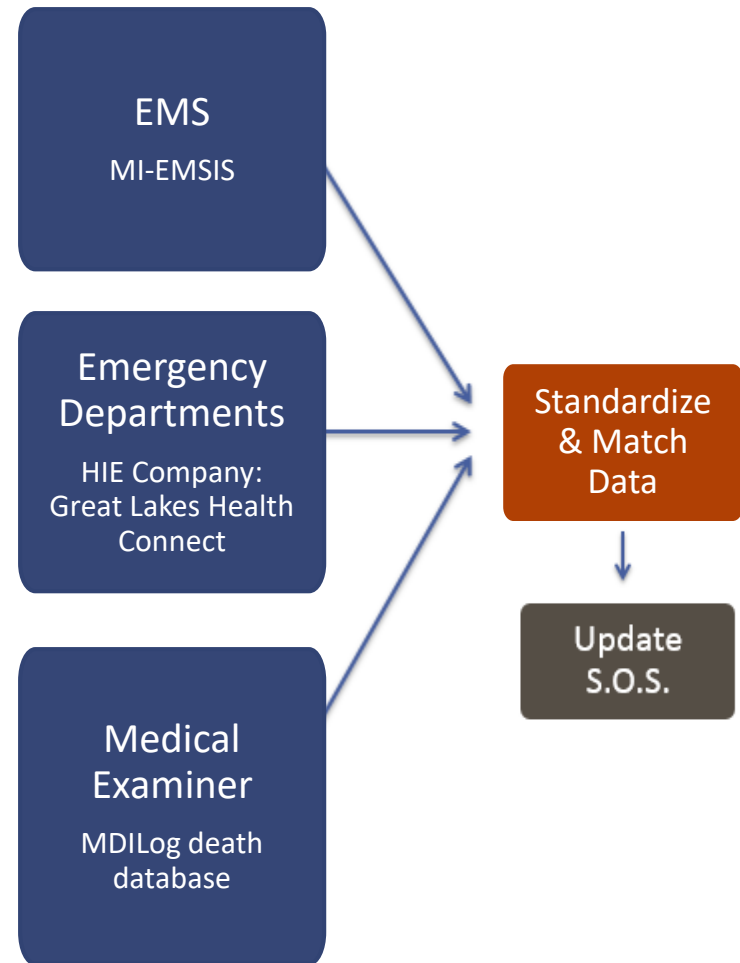 EMS
MI-EMSIS
Emergency
Departments
HIE Company:
Great Lakes Health
Connect
Medical
Examiner
MDILog death
database
Standardize
& Match
Data
Update
S.O.S.